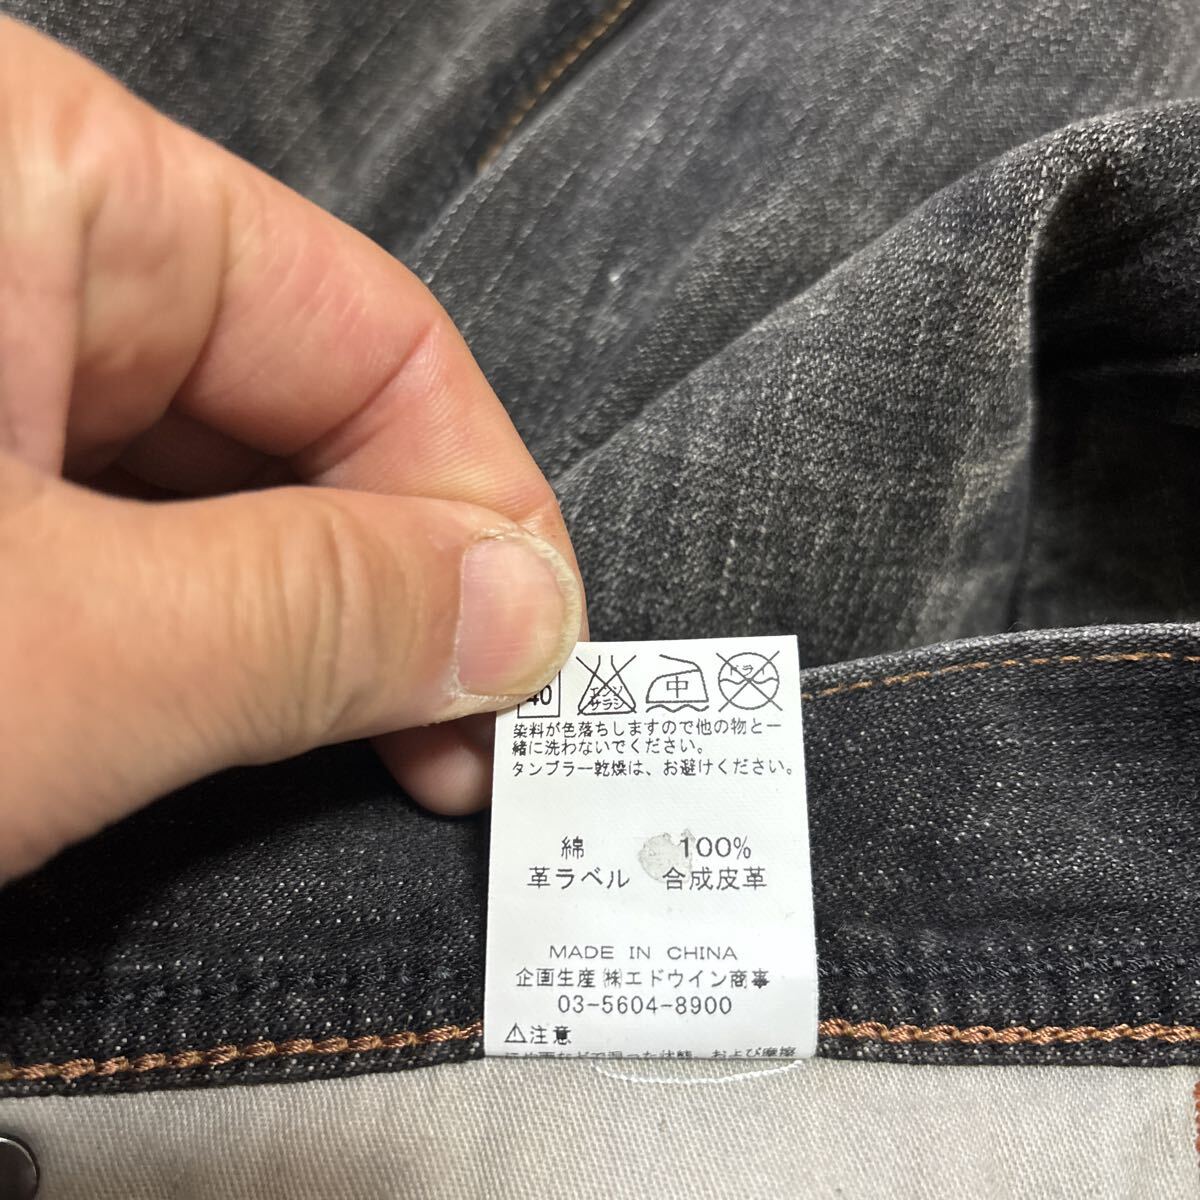 40 エンソ サラシ 中 ドライ
染料が色落ちしますので他の物と一
緒に洗わないでください。
タンブラー乾燥は、お避けください。
綿 100%
革ラベル 合成皮革
MADE IN CHINA
企画生産 ㈱エドウイン商事
03-5604-8900
⚠注意